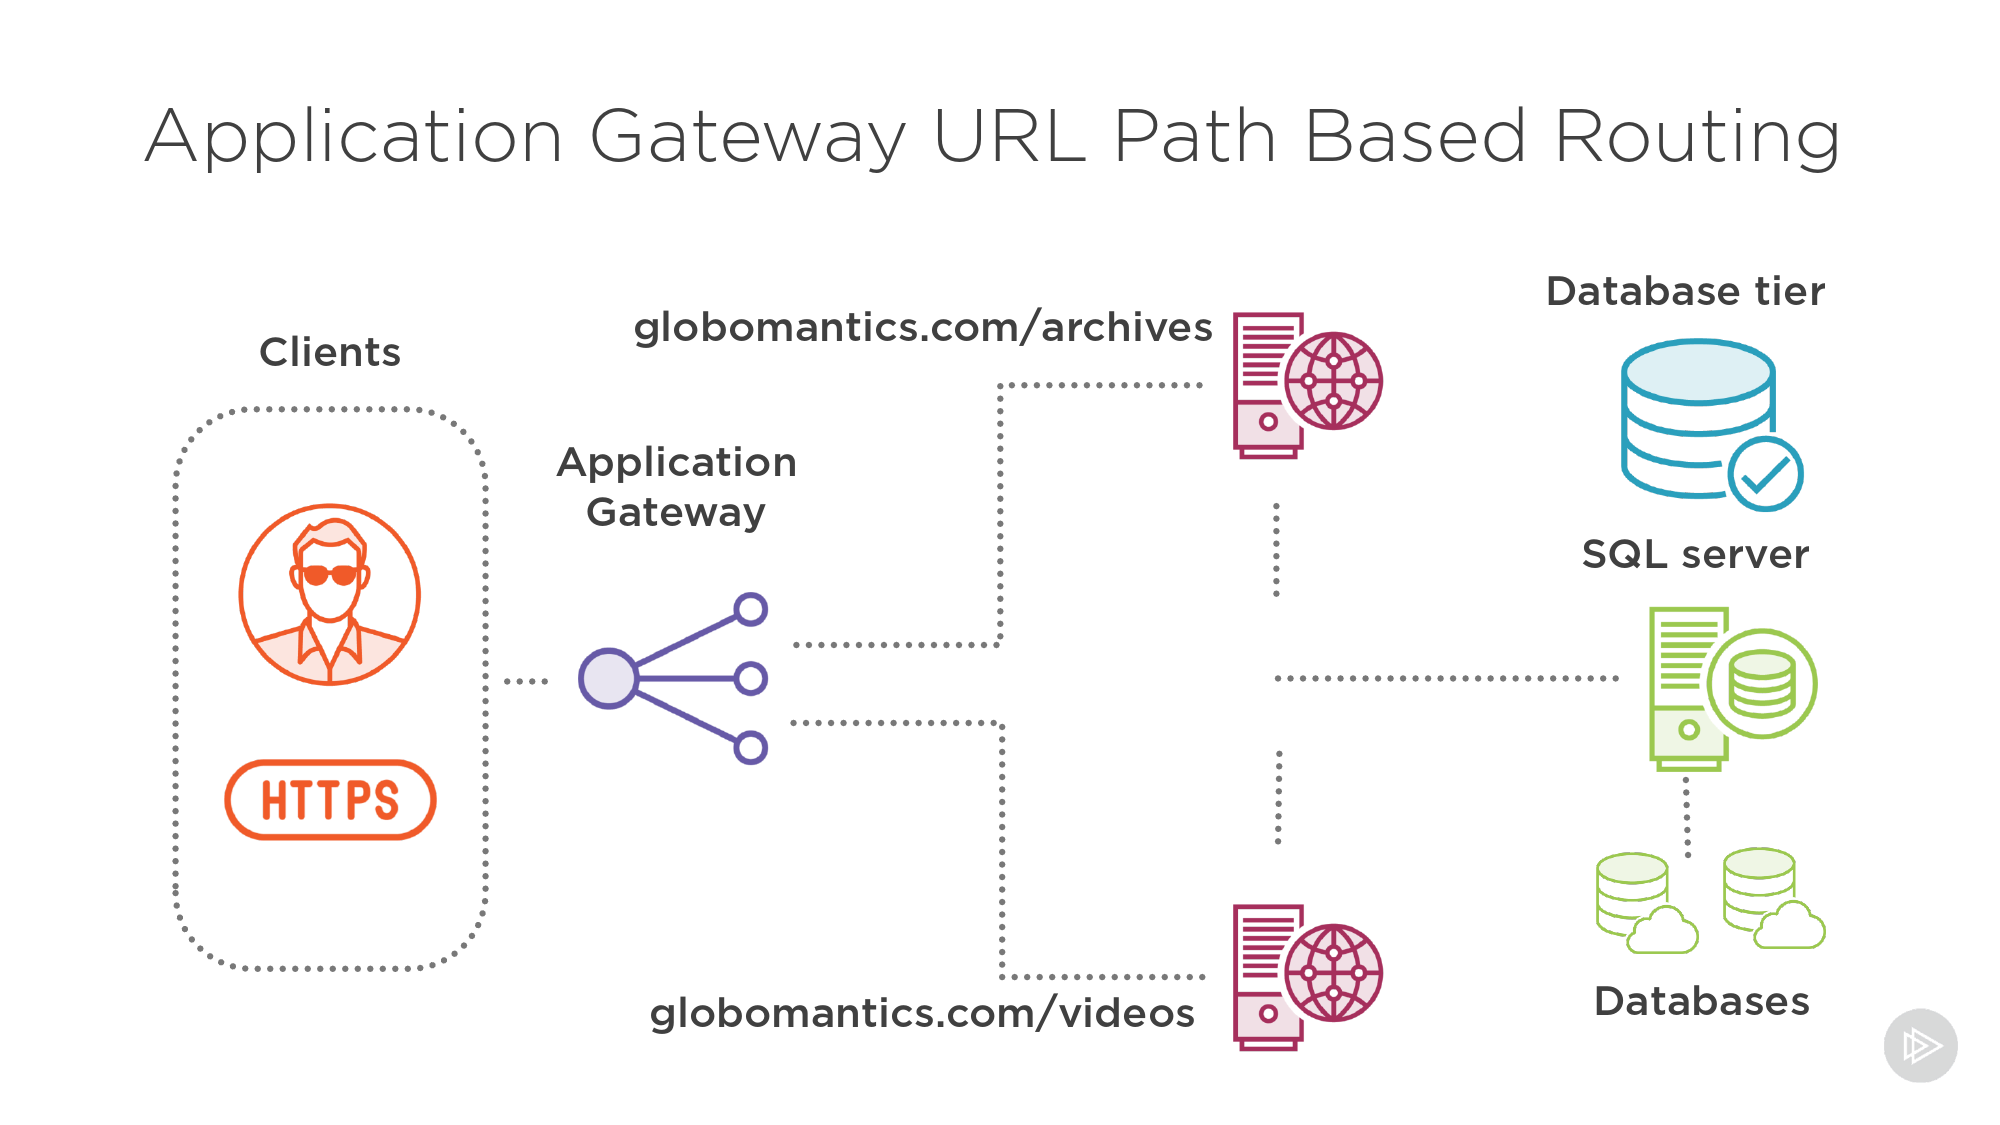 Application Gateway URL Path Based Routing
Clients
HTTPS
Application
Gateway
globomantics.com/archives
globomantics.com/videos
Database tier
SQL server
Databases